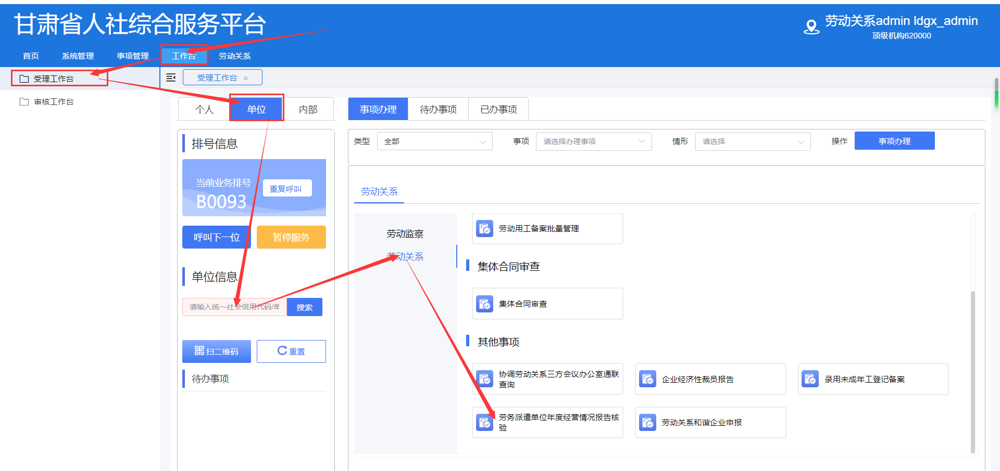 甘肃省人社综合服务平台
劳动关系admin ldgx_admin
顶级机构620000
首页 系统管理 事项管理 工作台 劳动关系
受理工作台
审核工作台
受理工作台 ×
个人 单位 内部
事项办理 待办事项 已办事项
排号信息
当前业务排号
B0093
重复呼叫
呼叫下一位 暂停服务
单位信息
请输入统一社会信用代码/单
搜索
扫二维码 重置
待办事项
类型 全部 事项 请选择办理事项 情形 请选择 操作 事项办理
劳动关系
劳动监察
劳动关系
劳动用工备案批量管理
集体合同审查
集体合同审查
其他事项
协调劳动关系三方会议办公室通联
查询
企业经济性裁员报告
录用未成年工登记备案
劳务派遣单位年度经营情况报告核
验
劳动关系和谐企业申报